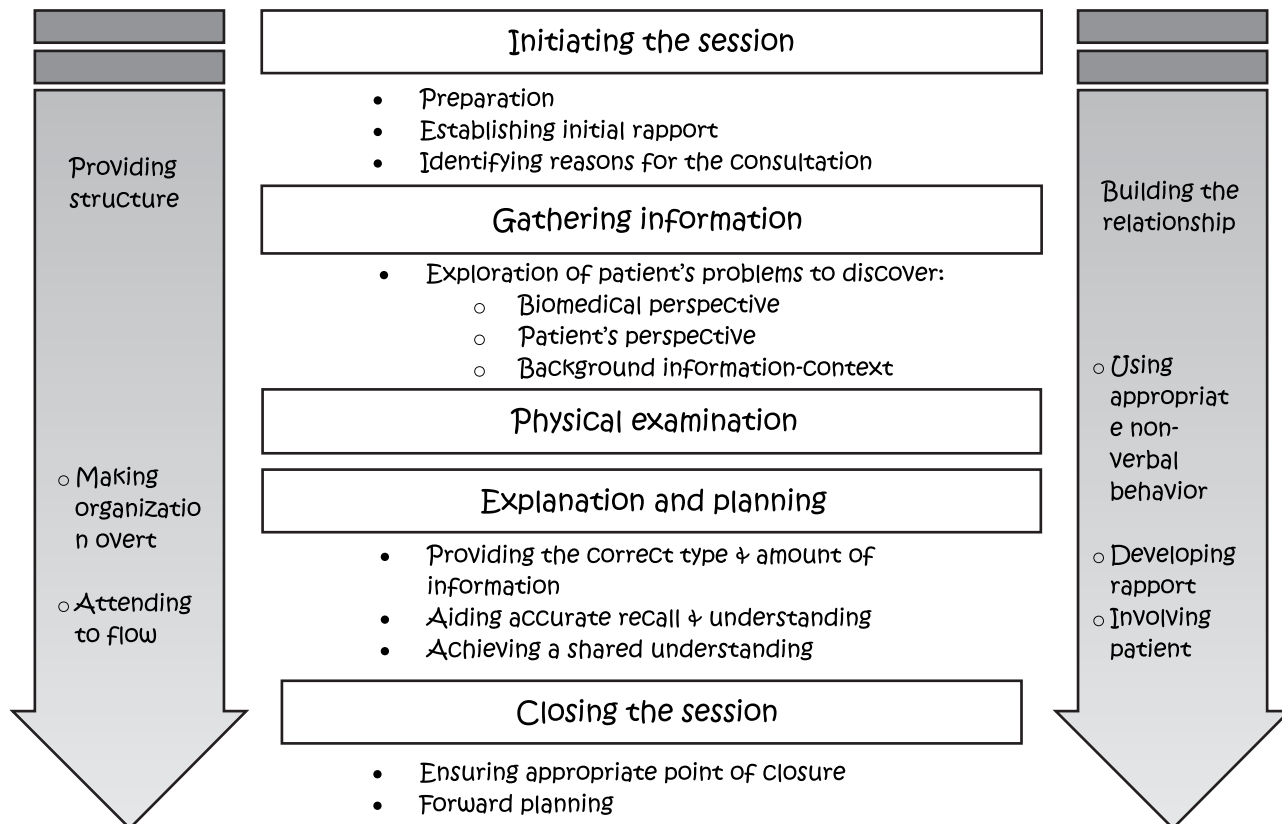 Initiating the session
• Preparation
• Establishing initial rapport
• Identifying reasons for the consultation
Providing
structure
Building the
relationship
Gathering information
• Exploration of patient's problems to discover:
○ Biomedical perspective
○ Patient's perspective
○ Background information-context
Physical examination
Explanation and planning
• Providing the correct type & amount of
information
• Aiding accurate recall & understanding
• Achieving a shared understanding
○ Making
organizatio
n overt
○ Attending
to flow
○ Using
appropriat
e non-
verbal
behavior
○ Developing
rapport
○ Involving
patient
Closing the session
• Ensuring appropriate point of closure
• Forward planning